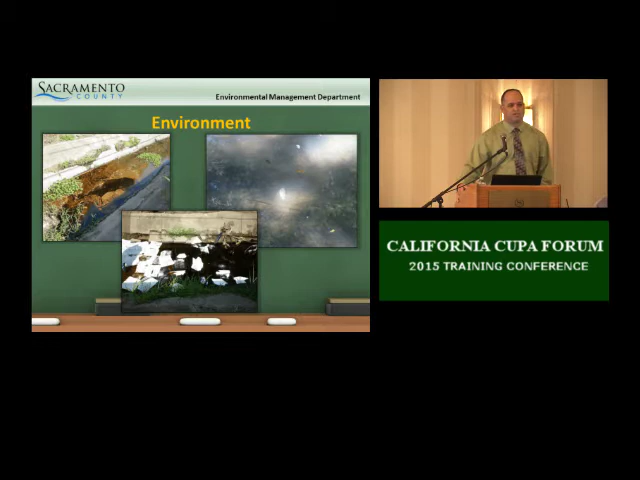 SACRAMENTO
COUNTY
Environmental Management Department
Environment
CALIFORNIA CUPA FORUM
2015 TRAINING CONFERENCE